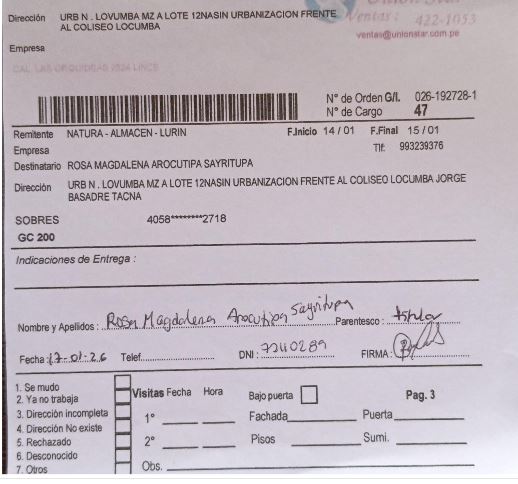 Dirección URB N . LOVUMBA MZ A LOTE 12NASIN URBANIZACION FRENTE
AL COLISEO LOCUMBA
Union Star
Ventas : 422-1053
ventas@unionstar.com.pe
Empresa
N° de Orden G/I. 026-192728-1
N° de Cargo 47
Remitente NATURA - ALMACEN - LURIN F.Inicio 14 / 01 F.Final 15 / 01
Empresa Tlf: 993239376
Destinatario ROSA MAGDALENA AROCUTIPA SAYRITUPA
Dirección URB N . LOVUMBA MZ A LOTE 12NASIN URBANIZACION FRENTE AL COLISEO LOCUMBA JORGE
BASADRE TACNA
SOBRES 4058********2718
GC 200
Indicaciones de Entrega :
Nombre y Apellidos : Rosa Magdalena Arocutipa Sayritupa Parentesco : titular
Fecha : 17-01-26 Telef. DNI : 7240289 FIRMA :
1. Se mudo
2. Ya no trabaja
3. Dirección incompleta
4. Dirección No existe
5. Rechazado
6. Desconocido
7. Otros
Visitas Fecha Hora Bajo puerta Pag. 3
1° Fachada Puerta
2° Pisos Sumi.
Obs.